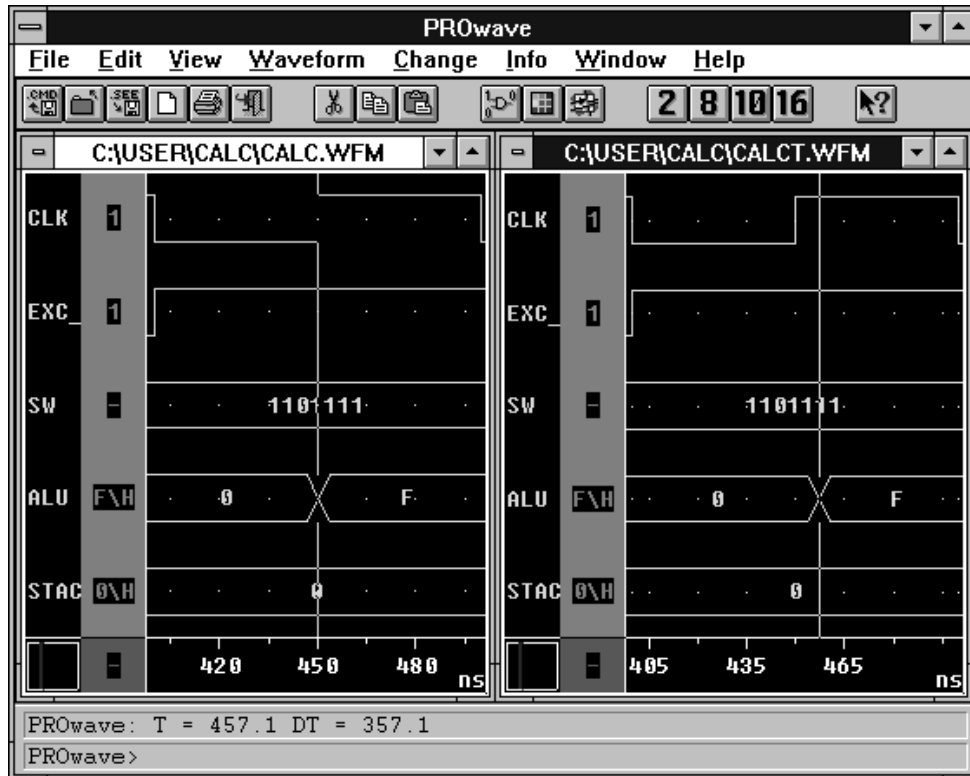 PROwave
File Edit View Waveform Change Info Window Help
CMD SEE 2 8 10 16 ?
C:\USER\CALC\CALC.WFM
CLK 1
EXC_ 1
SW - 1101111
ALU F\H 0 F
STAC 0\H 0
- 420 450 480 ns
C:\USER\CALC\CALCT.WFM
CLK 1
EXC_ 1
SW - 1101111
ALU F\H 0 F
STAC 0\H 0
- 405 435 465 ns
PROwave: T = 457.1 DT = 357.1
PROwave>